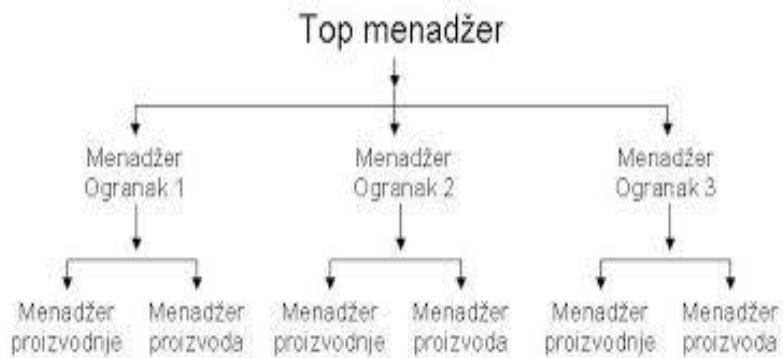 Top menadžer
Menadžer
Ogranak 1
Menadžer
Ogranak 2
Menadžer
Ogranak 3
Menadžer
proizvodnje
Menadžer
proizvoda
Menadžer
proizvodnje
Menadžer
proizvoda
Menadžer
proizvodnje
Menadžer
proizvoda